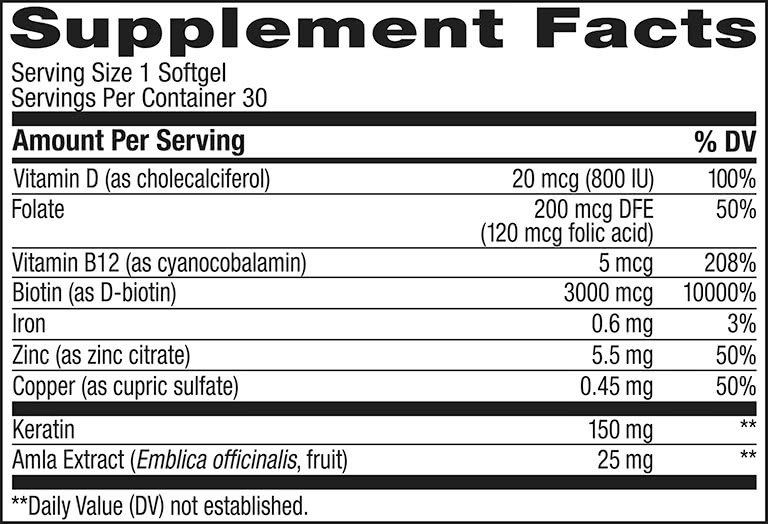 Supplement Facts
Serving Size 1 Softgel
Servings Per Container 30
Amount Per Serving % DV
Vitamin D (as cholecalciferol) 20 mcg (800 IU) 100%
Folate 200 mcg DFE 50%
(120 mcg folic acid)
Vitamin B12 (as cyanocobalamin) 5 mcg 208%
Biotin (as D-biotin) 3000 mcg 10000%
Iron 0.6 mg 3%
Zinc (as zinc citrate) 5.5 mg 50%
Copper (as cupric sulfate) 0.45 mg 50%
Keratin 150 mg **
Amla Extract (Emblica officinalis, fruit) 25 mg **
**Daily Value (DV) not established.